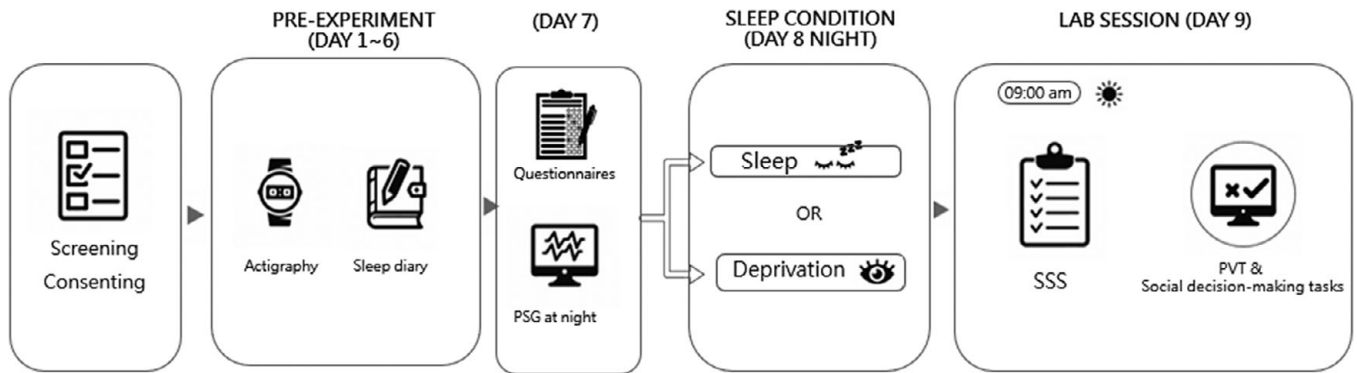 PRE-EXPERIMENT
(DAY 1~6)
(DAY 7)
SLEEP CONDITION
(DAY 8 NIGHT)
LAB SESSION (DAY 9)
Screening
Consenting
Actigraphy
Sleep diary
Questionnaires
PSG at night
Sleep
zzz
OR
Deprivation
09:00 am
SSS
PVT &
Social decision-making tasks